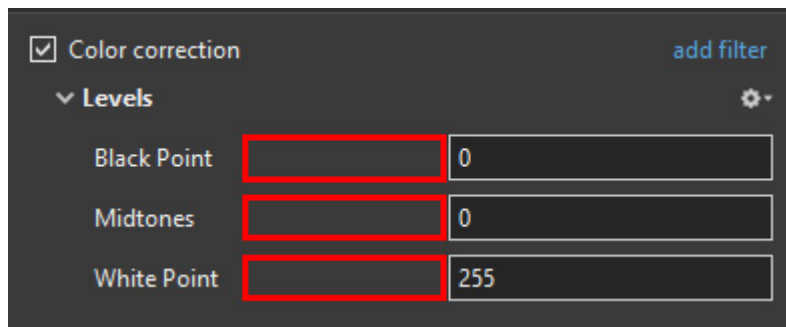 Color correction add filter
Levels
Black Point 0
Midtones 0
White Point 255